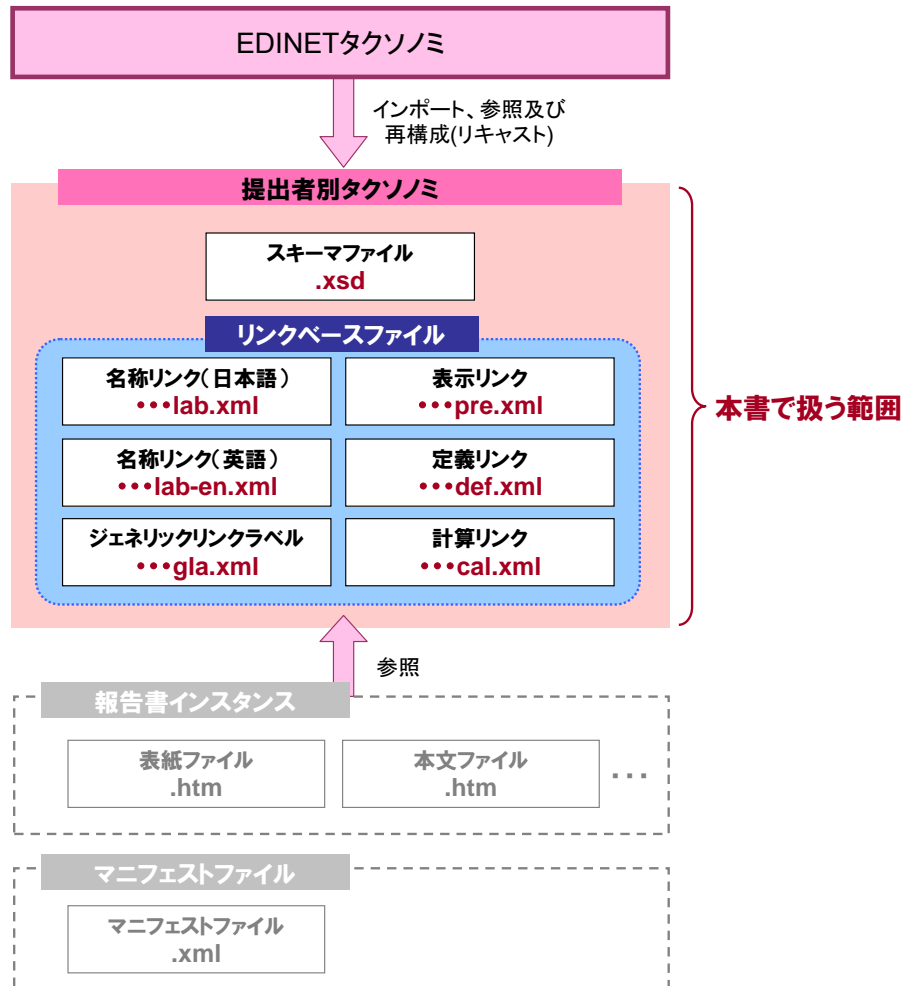 EDINETタクソノミ
インポート、参照及び
再構成(リキャスト)
提出者別タクソノミ
スキーマファイル
.xsd
リンクベースファイル
名称リンク(日本語)
•••lab.xml
表示リンク
•••pre.xml
名称リンク(英語)
•••lab-en.xml
定義リンク
•••def.xml
ジェネリックリンクラベル
•••gla.xml
計算リンク
•••cal.xml
本書で扱う範囲
参照
報告書インスタンス
表紙ファイル
.htm
本文ファイル
.htm
...
マニフェストファイル
マニフェストファイル
.xml